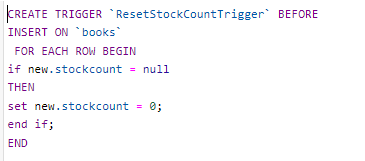 CREATE TRIGGER `ResetStockCountTrigger` BEFORE
INSERT ON `books`
FOR EACH ROW BEGIN
if new.stockcount = null
THEN
set new.stockcount = 0;
end if;
END